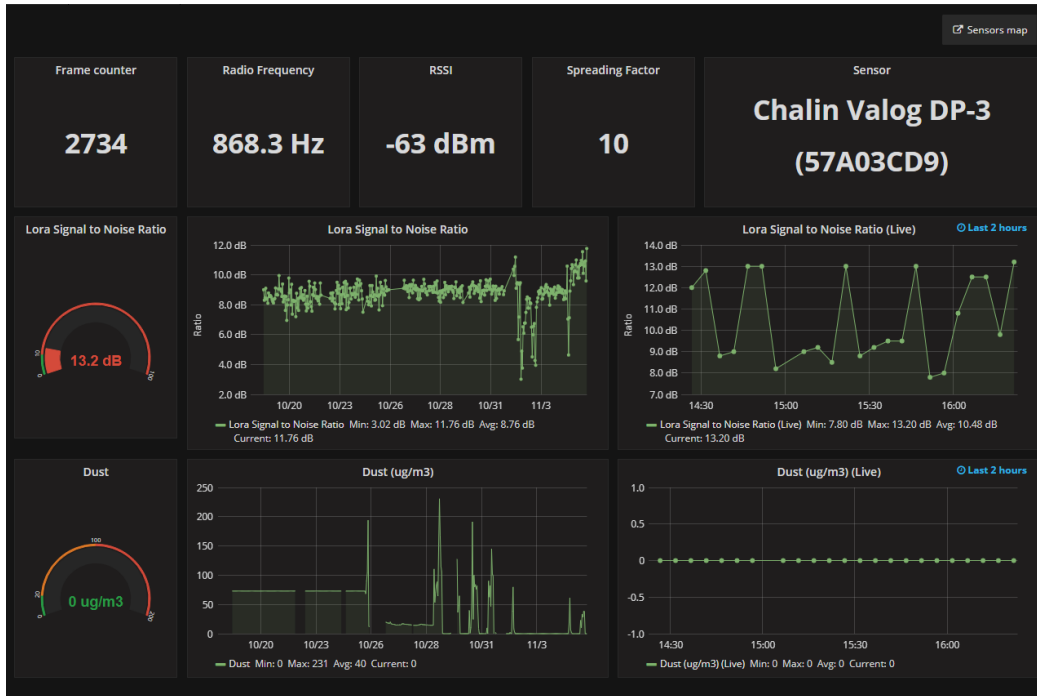 Sensors map
Frame counter
2734
Radio Frequency
868.3 Hz
RSSI
-63 dBm
Spreading Factor
10
Sensor
Chalin Valog DP-3
(57A03CD9)
Lora Signal to Noise Ratio
0
10
100
13.2 dB
Lora Signal to Noise Ratio
12.0 dB
10.0 dB
8.0 dB
6.0 dB
4.0 dB
2.0 dB
Ratio
10/20 10/23 10/26 10/28 10/31 11/3
Lora Signal to Noise Ratio Min: 3.02 dB Max: 11.76 dB Avg: 8.76 dB
Current: 11.76 dB
Lora Signal to Noise Ratio (Live)
Last 2 hours
14.0 dB
13.0 dB
12.0 dB
11.0 dB
10.0 dB
9.0 dB
8.0 dB
7.0 dB
Ratio
14:30 15:00 15:30 16:00
Lora Signal to Noise Ratio (Live) Min: 7.80 dB Max: 13.20 dB Avg: 10.48 dB
Current: 13.20 dB
Dust
0
20
100
200
0 ug/m3
Dust (ug/m3)
250
200
150
100
50
0
10/20 10/23 10/26 10/28 10/31 11/3
Dust Min: 0 Max: 231 Avg: 40 Current: 0
Dust (ug/m3) (Live)
Last 2 hours
1.0
0.5
0
-0.5
-1.0
14:30 15:00 15:30 16:00
Dust (ug/m3) (Live) Min: 0 Max: 0 Avg: 0 Current: 0